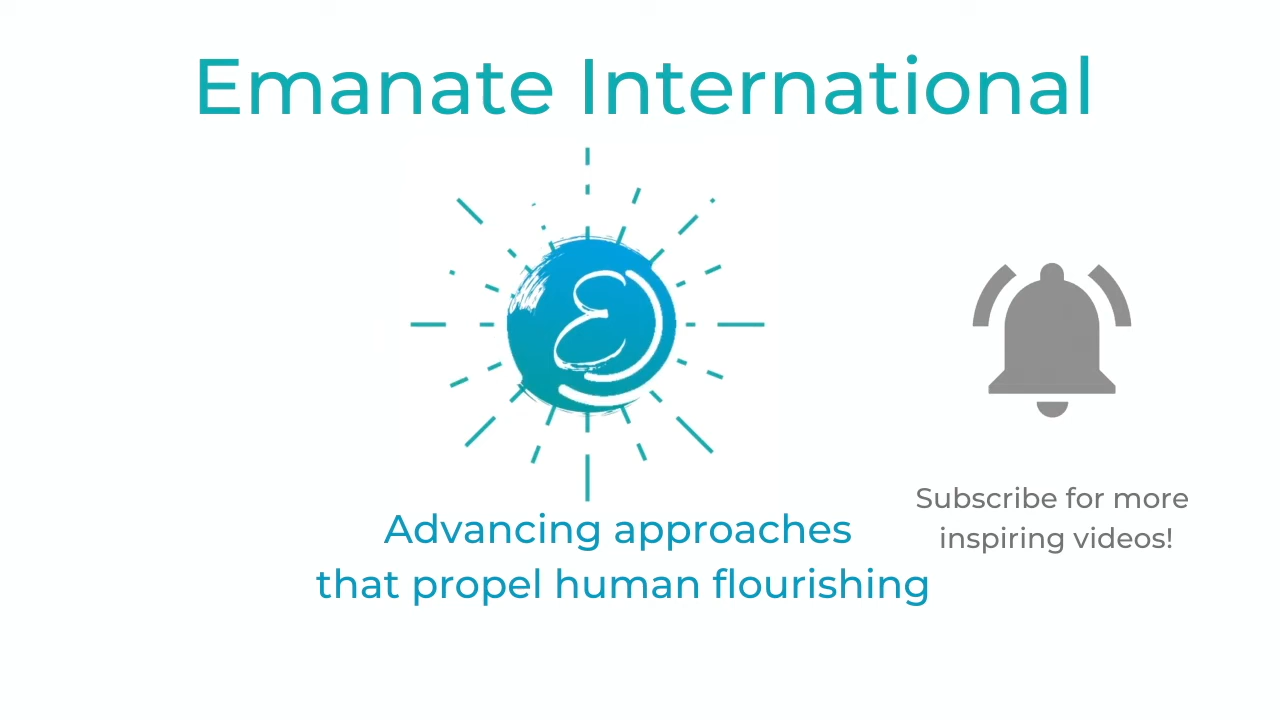 Emanate International
Advancing approaches
that propel human flourishing
Subscribe for more
inspiring videos!